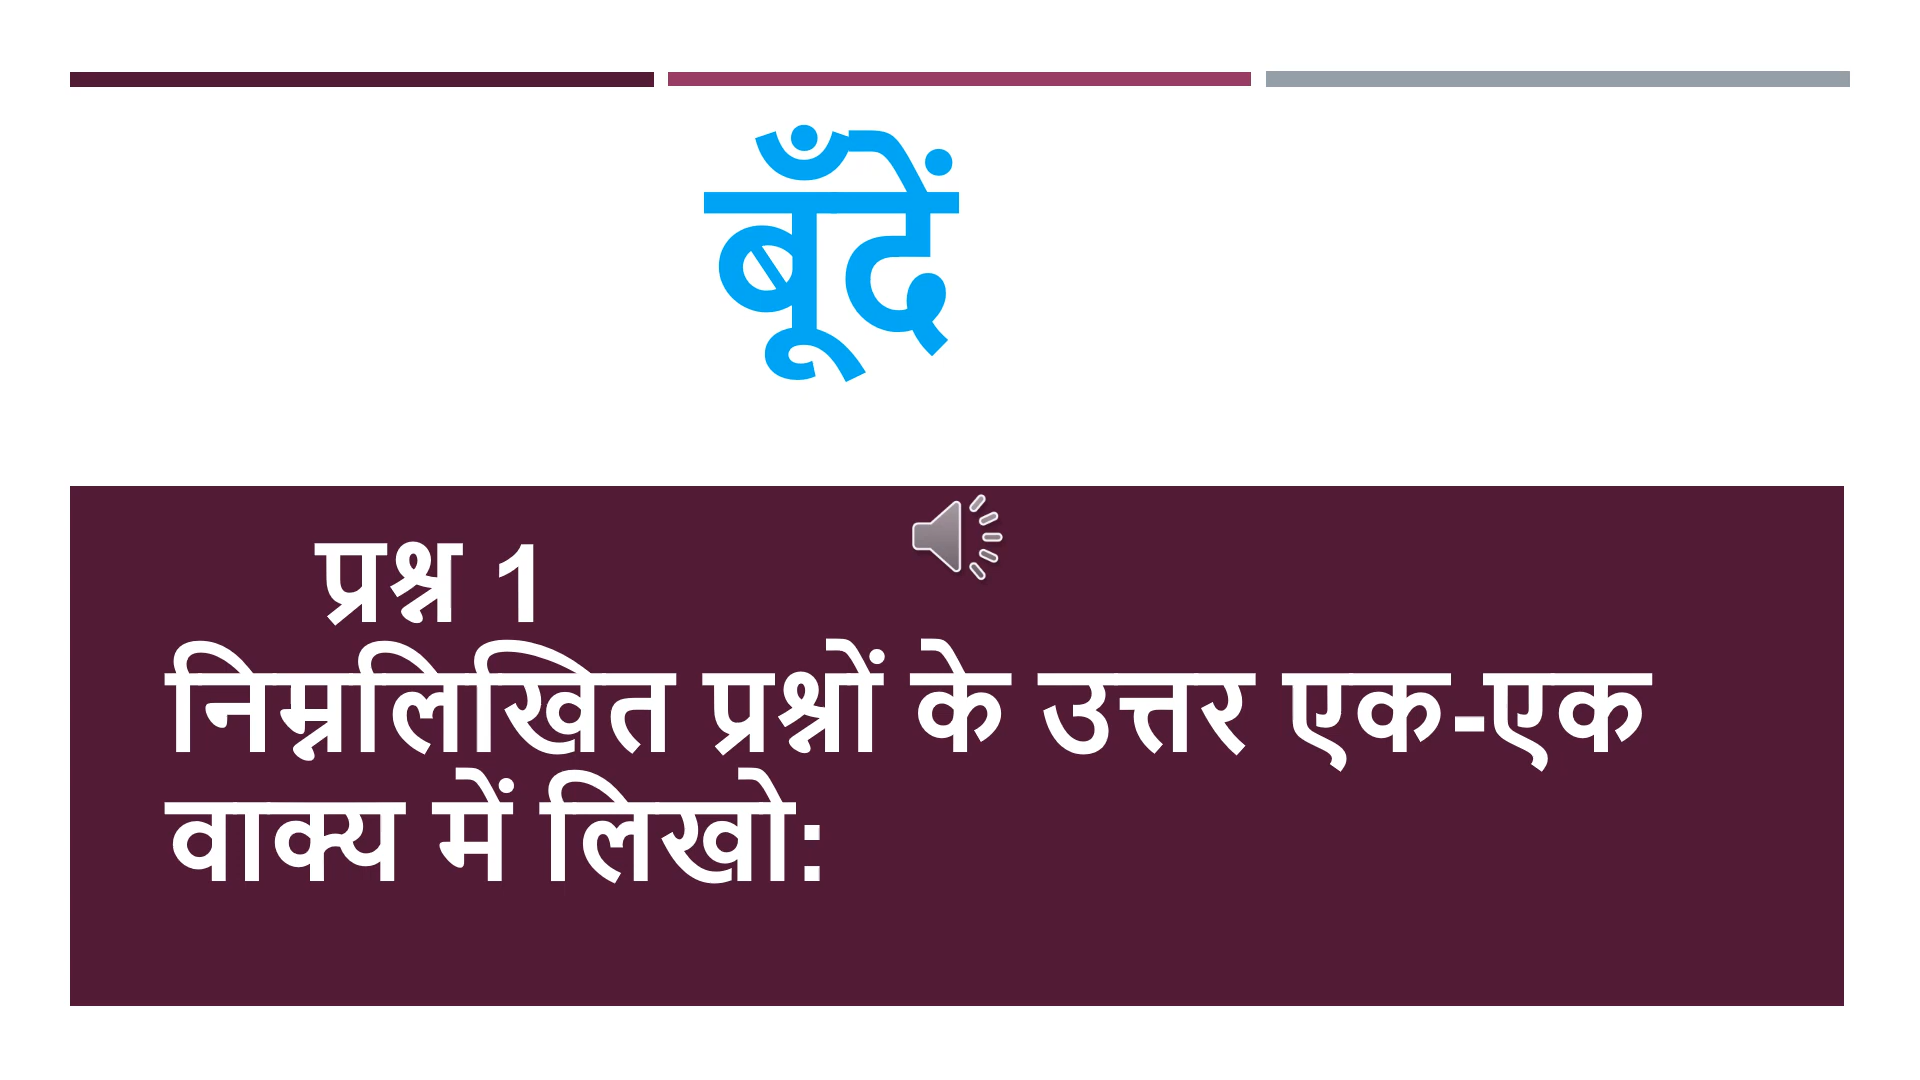 बूँदें
प्रश्न 1
निम्नलिखित प्रश्नों के उत्तर एक-एक
वाक्य में लिखो: